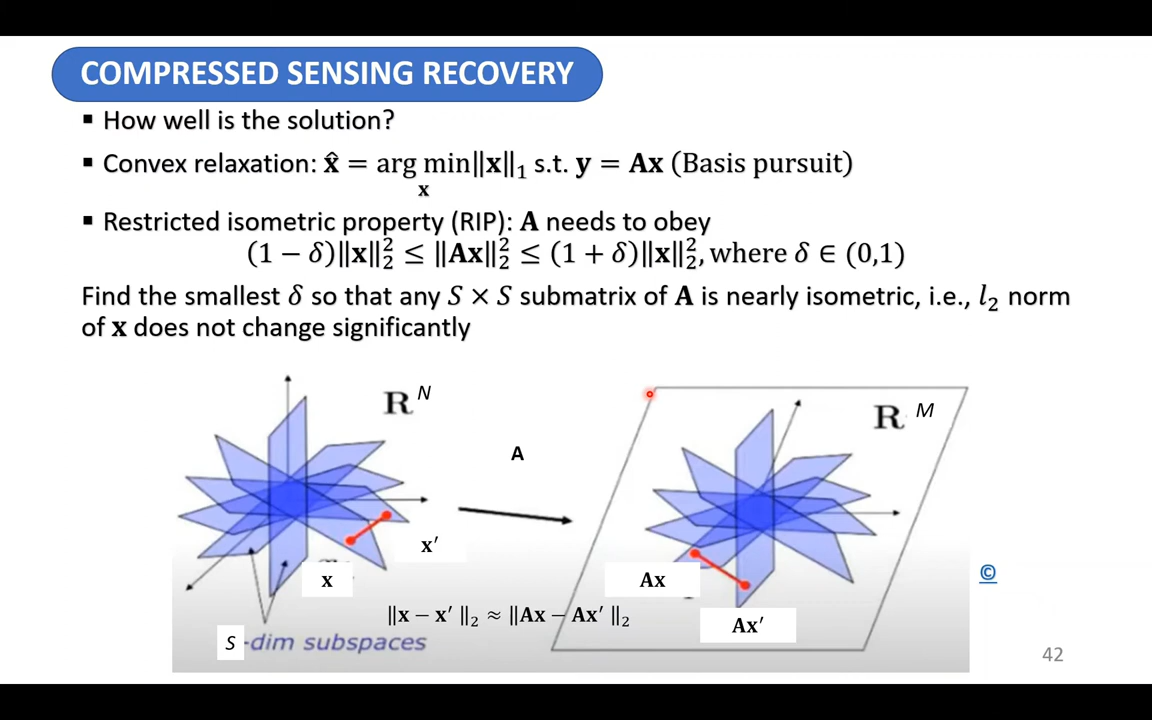 COMPRESSED SENSING RECOVERY
▪ How well is the solution?
▪ Convex relaxation: x̂ = arg min‖x‖₁ s.t. y = Ax (Basis pursuit)
x
▪ Restricted isometric property (RIP): A needs to obey
(1 − δ)‖x‖₂² ≤ ‖Ax‖₂² ≤ (1 + δ)‖x‖₂², where δ ∈ (0,1)
Find the smallest δ so that any S × S submatrix of A is nearly isometric, i.e., l₂ norm
of x does not change significantly
R N
R M
A
x′
x
Ax
©
‖x − x′ ‖₂ ≈ ‖Ax − Ax′ ‖₂
Ax′
S -dim subspaces
42